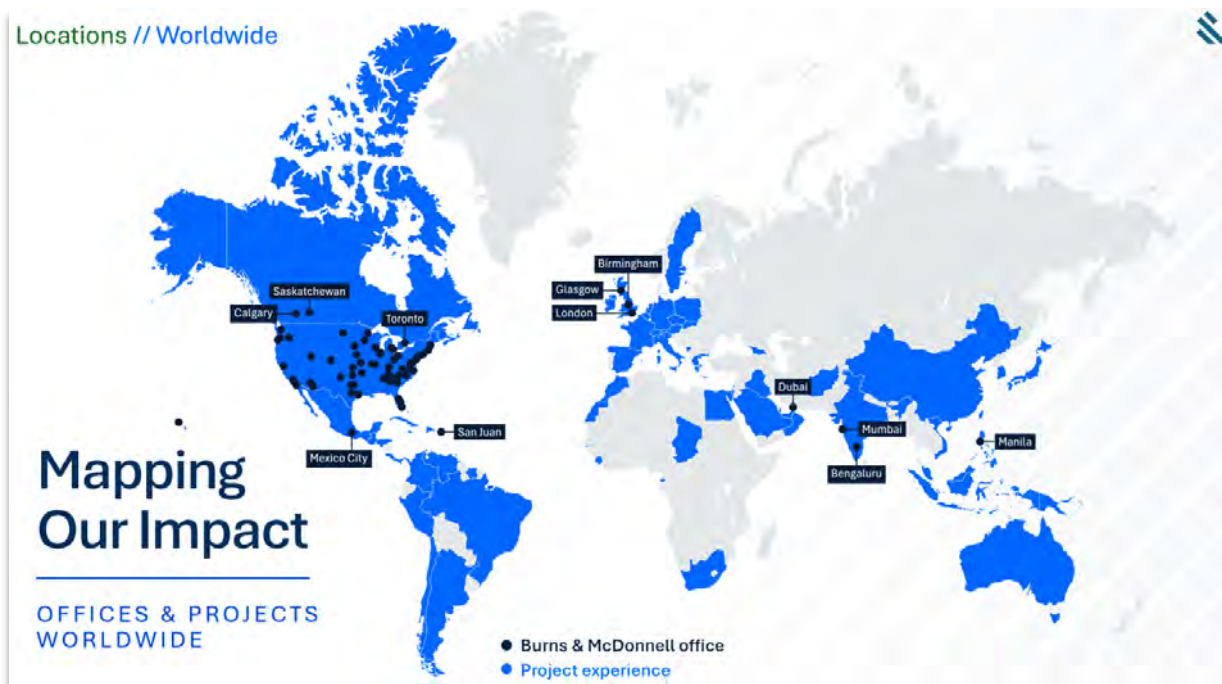 Locations // Worldwide
Birmingham
Glasgow
London
Saskatchewan
Calgary
Toronto
Dubai
San Juan
Mumbai
Manila
Mexico City
Bengaluru
Mapping
Our Impact
OFFICES & PROJECTS
WORLDWIDE
Burns & McDonnell office
Project experience